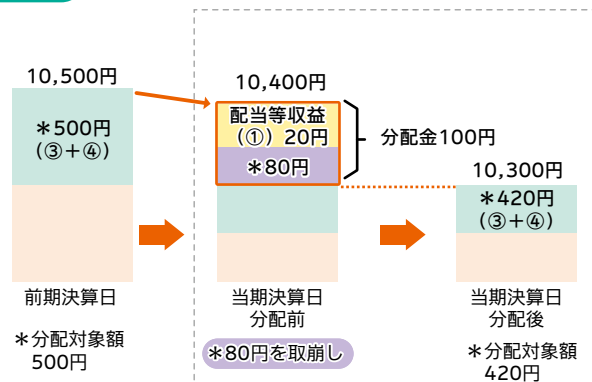 10,500円
＊500円
（③＋④）
前期決算日
＊分配対象額
500円
10,400円
配当等収益
（①）20円
＊80円
分配金100円
当期決算日
分配前
＊80円を取崩し
10,300円
＊420円
（③＋④）
当期決算日
分配後
＊分配対象額
420円